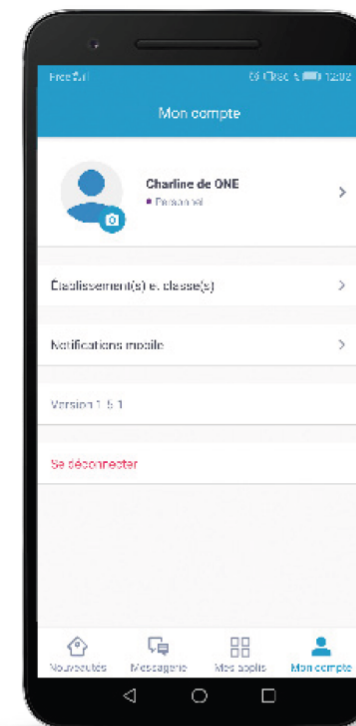 Free 12:02
Mon compte
Charline de ONE
Personnel
Établissement(s) et classe(s)
Notifications mobile
Version 1.5.1
Se déconnecter
Nouveautés Messagerie Mes applis Mon compte